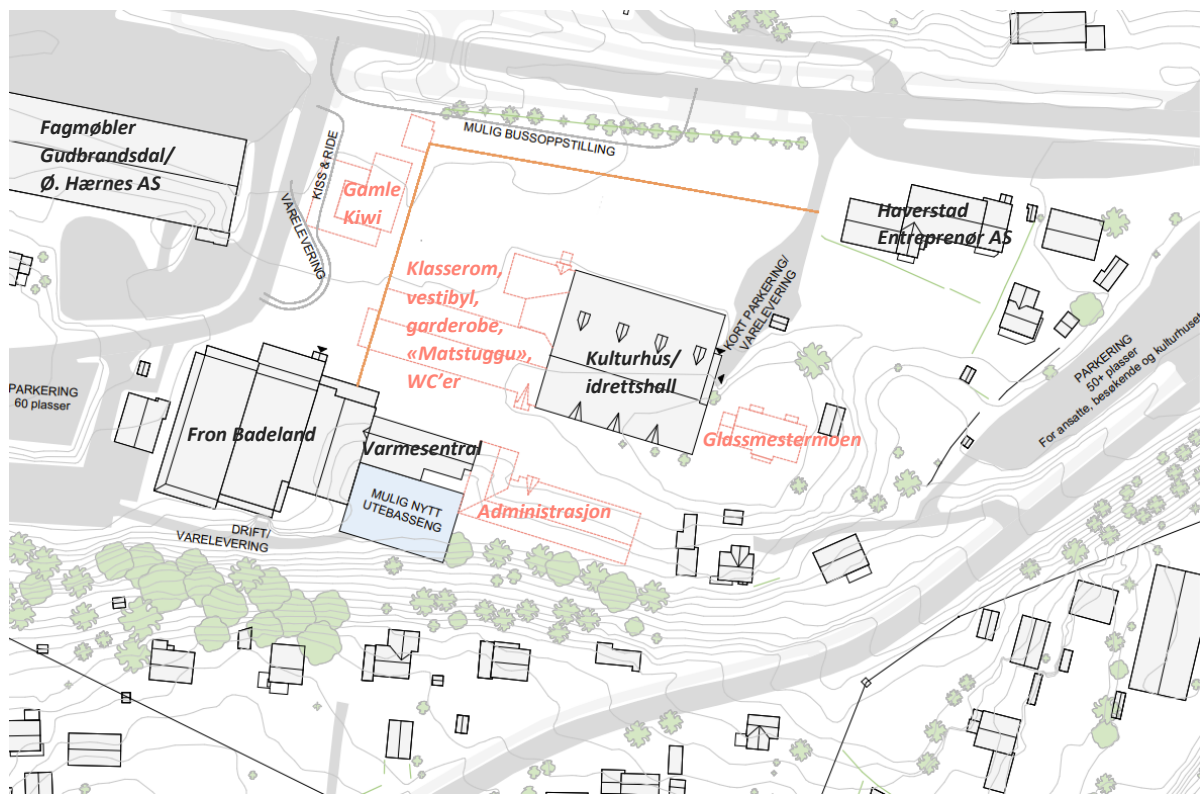 Fagmøbler
Gudbrandsdal/
Ø. Hærnes AS
KISS & RIDE
VARELEVERING
Gamle
Kiwi
MULIG BUSSOPPSTILLING
Haverstad
Entreprenør AS
Klasserom,
vestibyl,
garderobe,
«Matstuggu»,
WC'er
KORT PARKERING/
VARELEVERING
Kulturhus/
idrettshall
PARKERING
50+ plasser
For ansatte, besøkende og kulturhuset
PARKERING
60 plasser
Fron Badeland
Varmesentral
Glassmestermoen
MULIG NYTT
UTEBASSENG
Administrasjon
DRIFT/
VARELEVERING